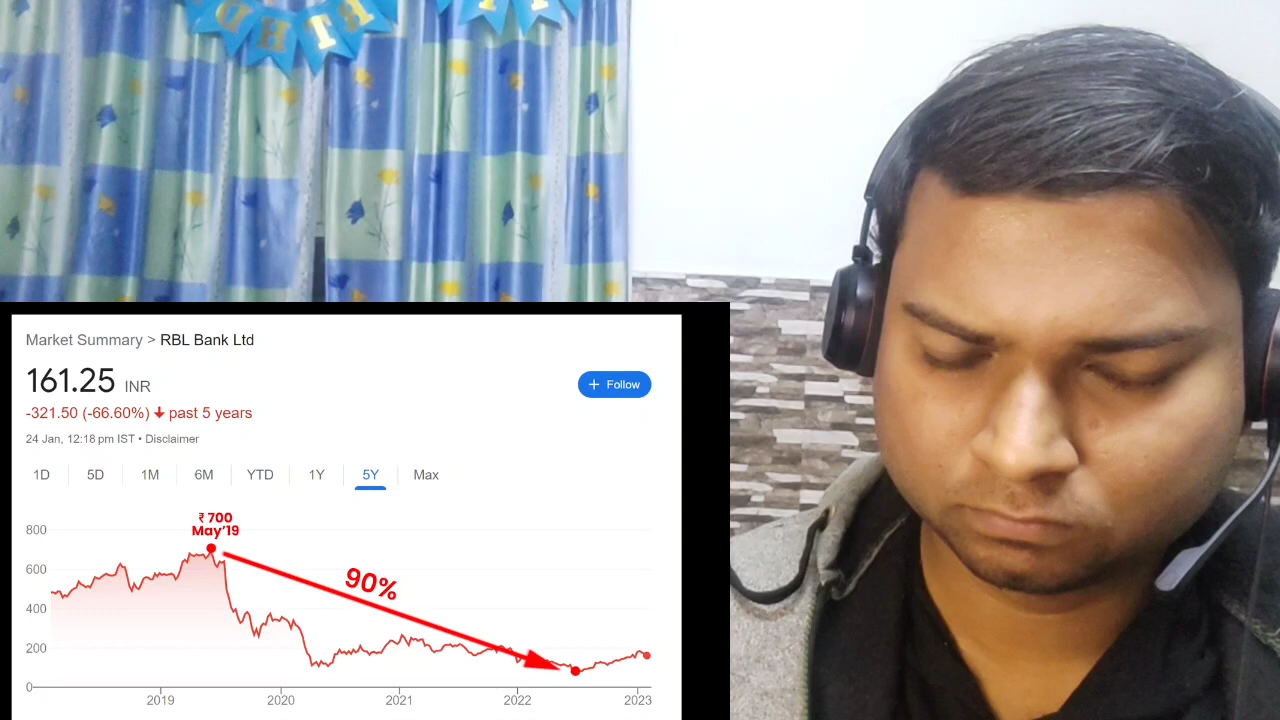 BIRTHD
Y
Market Summary > RBL Bank Ltd
161.25 INR
+ Follow
-321.50 (-66.60%) ↓ past 5 years
24 Jan, 12:18 pm IST • Disclaimer
1D 5D 1M 6M YTD 1Y 5Y Max
₹ 700
May'19
90%
800
600
400
200
0
2019 2020 2021 2022 2023